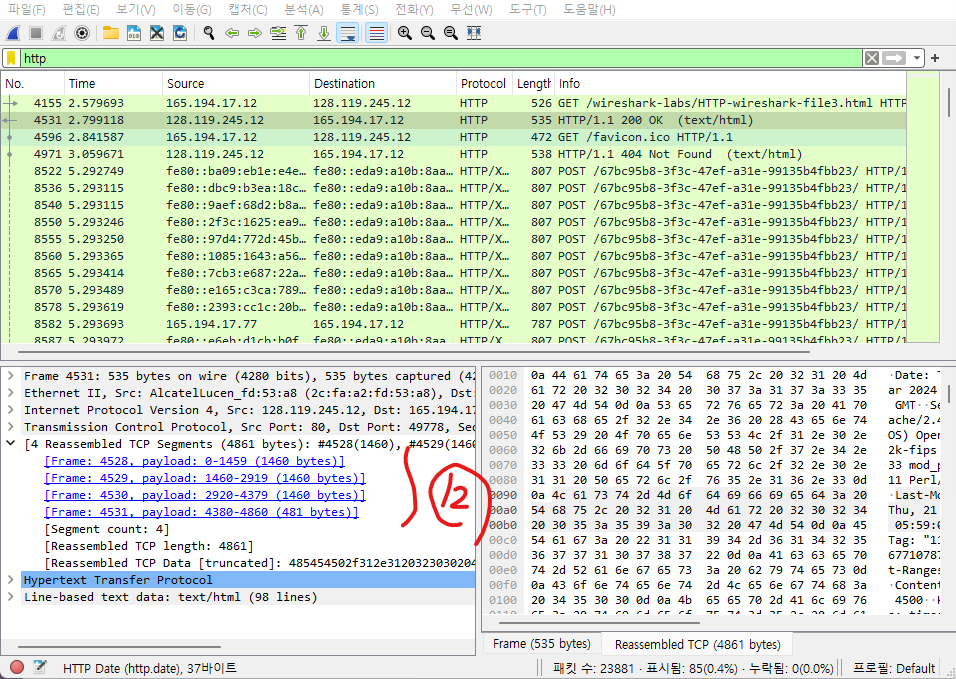 파일(F) 편집(E) 보기(V) 이동(G) 캡처(C) 분석(A) 통계(S) 전화(Y) 무선(W) 도구(T) 도움말(H)
http
No. Time Source Destination Protocol Length Info
4155 2.579693 165.194.17.12 128.119.245.12 HTTP 526 GET /wireshark-labs/HTTP-wireshark-file3.html HTTP
4531 2.799118 128.119.245.12 165.194.17.12 HTTP 535 HTTP/1.1 200 OK (text/html)
4596 2.841587 165.194.17.12 128.119.245.12 HTTP 472 GET /favicon.ico HTTP/1.1
4971 3.059671 128.119.245.12 165.194.17.12 HTTP 538 HTTP/1.1 404 Not Found (text/html)
8522 5.292749 fe80::ba09:eb1e:e4e… fe80::eda9:a10b:8aa… HTTP/X… 807 POST /67bc95b8-3f3c-47ef-a31e-99135b4fbb23/ HTTP/1
8536 5.293115 fe80::dbc9:b3ea:18c… fe80::eda9:a10b:8aa… HTTP/X… 807 POST /67bc95b8-3f3c-47ef-a31e-99135b4fbb23/ HTTP/1
8540 5.293115 fe80::9aef:68d2:b8a… fe80::eda9:a10b:8aa… HTTP/X… 807 POST /67bc95b8-3f3c-47ef-a31e-99135b4fbb23/ HTTP/1
8550 5.293246 fe80::2f3c:1625:ea9… fe80::eda9:a10b:8aa… HTTP/X… 807 POST /67bc95b8-3f3c-47ef-a31e-99135b4fbb23/ HTTP/1
8555 5.293250 fe80::97d4:772d:45b… fe80::eda9:a10b:8aa… HTTP/X… 807 POST /67bc95b8-3f3c-47ef-a31e-99135b4fbb23/ HTTP/1
8560 5.293365 fe80::1085:1643:a56… fe80::eda9:a10b:8aa… HTTP/X… 807 POST /67bc95b8-3f3c-47ef-a31e-99135b4fbb23/ HTTP/1
8565 5.293414 fe80::7cb3:e687:22a… fe80::eda9:a10b:8aa… HTTP/X… 807 POST /67bc95b8-3f3c-47ef-a31e-99135b4fbb23/ HTTP/1
8570 5.293489 fe80::e165:c3ca:789… fe80::eda9:a10b:8aa… HTTP/X… 807 POST /67bc95b8-3f3c-47ef-a31e-99135b4fbb23/ HTTP/1
8578 5.293619 fe80::2393:cc1c:20b… fe80::eda9:a10b:8aa… HTTP/X… 807 POST /67bc95b8-3f3c-47ef-a31e-99135b4fbb23/ HTTP/1
8582 5.293693 165.194.17.77 165.194.17.12 HTTP/X… 787 POST /67bc95b8-3f3c-47ef-a31e-99135b4fbb23/ HTTP/1
8587 5.293972 fe80::e6eb:d1cb:b0f… fe80::eda9:a10b:8aa… HTTP/X… 807 POST /67bc95b8-3f3c-47ef-a31e-99135b4fbb23/ HTTP/1
Frame 4531: 535 bytes on wire (4280 bits), 535 bytes captured (42
Ethernet II, Src: AlcatelLucen_fd:53:a8 (2c:fa:a2:fd:53:a8), Dst:
Internet Protocol Version 4, Src: 128.119.245.12, Dst: 165.194.17
Transmission Control Protocol, Src Port: 80, Dst Port: 49778, Sec
[4 Reassembled TCP Segments (4861 bytes): #4528(1460), #4529(1460
[Frame: 4528, payload: 0-1459 (1460 bytes)]
[Frame: 4529, payload: 1460-2919 (1460 bytes)]
[Frame: 4530, payload: 2920-4379 (1460 bytes)]
[Frame: 4531, payload: 4380-4860 (481 bytes)]
12
[Segment count: 4]
[Reassembled TCP length: 4861]
[Reassembled TCP Data [truncated]: 485454502f312e3120323030204
Hypertext Transfer Protocol
Line-based text data: text/html (98 lines)
0010 0a 44 61 74 65 3a 20 54 68 75 2c 20 32 31 20 4d ·Date: T
0020 61 72 20 32 30 32 34 20 30 37 3a 31 37 3a 33 35 ar 2024
0030 20 47 4d 54 0d 0a 53 65 72 76 65 72 3a 20 41 70 GMT··Se
0040 61 63 68 65 2f 32 2e 34 2e 36 20 28 43 65 6e 74 ache/2.4
0050 4f 53 29 20 4f 70 65 6e 53 53 4c 2f 31 2e 30 2e OS) Open
0060 32 6b 2d 66 69 70 73 20 50 48 50 2f 37 2e 34 2e 2k-fips
0070 33 33 20 6d 6f 64 5f 70 65 72 6c 2f 32 2e 30 2e 33 mod_p
0080 31 31 20 50 65 72 6c 2f 76 35 2e 31 36 2e 33 0d 11 Perl/
0090 0a 4c 61 73 74 2d 4d 6f 64 69 66 69 65 64 3a 20 ·Last-Mo
00a0 54 68 75 2c 20 32 31 20 4d 61 72 20 32 30 32 34 Thu, 21
00b0 20 30 35 3a 35 39 3a 30 32 20 47 4d 54 0d 0a 45 05:59:0
00c0 54 61 67 3a 20 22 31 31 39 34 2d 36 31 34 32 35 Tag: "11
00d0 36 37 37 31 30 37 38 37 22 0d 0a 41 63 63 65 70 67710787
00e0 74 2d 52 61 6e 67 65 73 3a 20 62 79 74 65 73 0d t-Ranges
00f0 0a 43 6f 6e 74 65 6e 74 2d 4c 65 6e 67 74 68 3a ·Content
0100 20 34 35 30 30 0d 0a 4b 65 65 70 2d 41 6c 69 76 4500··K
Frame (535 bytes) Reassembled TCP (4861 bytes)
HTTP Date (http.date), 37바이트 패킷 수: 23881 · 표시됨: 85(0.4%) · 누락됨: 0(0.0%) 프로필: Default